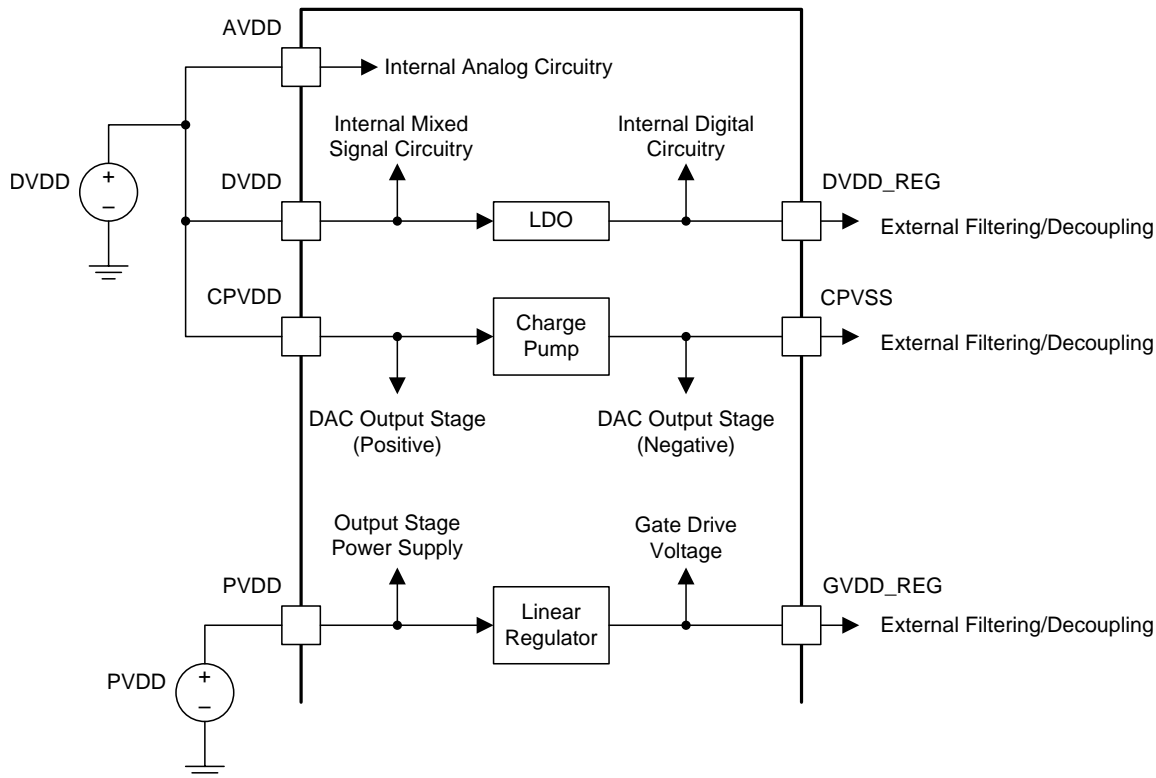 AVDD
Internal Analog Circuitry
Internal Mixed
Signal Circuitry
Internal Digital
Circuitry
DVDD
+
−
DVDD
LDO
DVDD_REG
External Filtering/Decoupling
CPVDD
Charge
Pump
CPVSS
External Filtering/Decoupling
DAC Output Stage
(Positive)
DAC Output Stage
(Negative)
Output Stage
Power Supply
Gate Drive
Voltage
PVDD
Linear
Regulator
GVDD_REG
External Filtering/Decoupling
PVDD
+
−